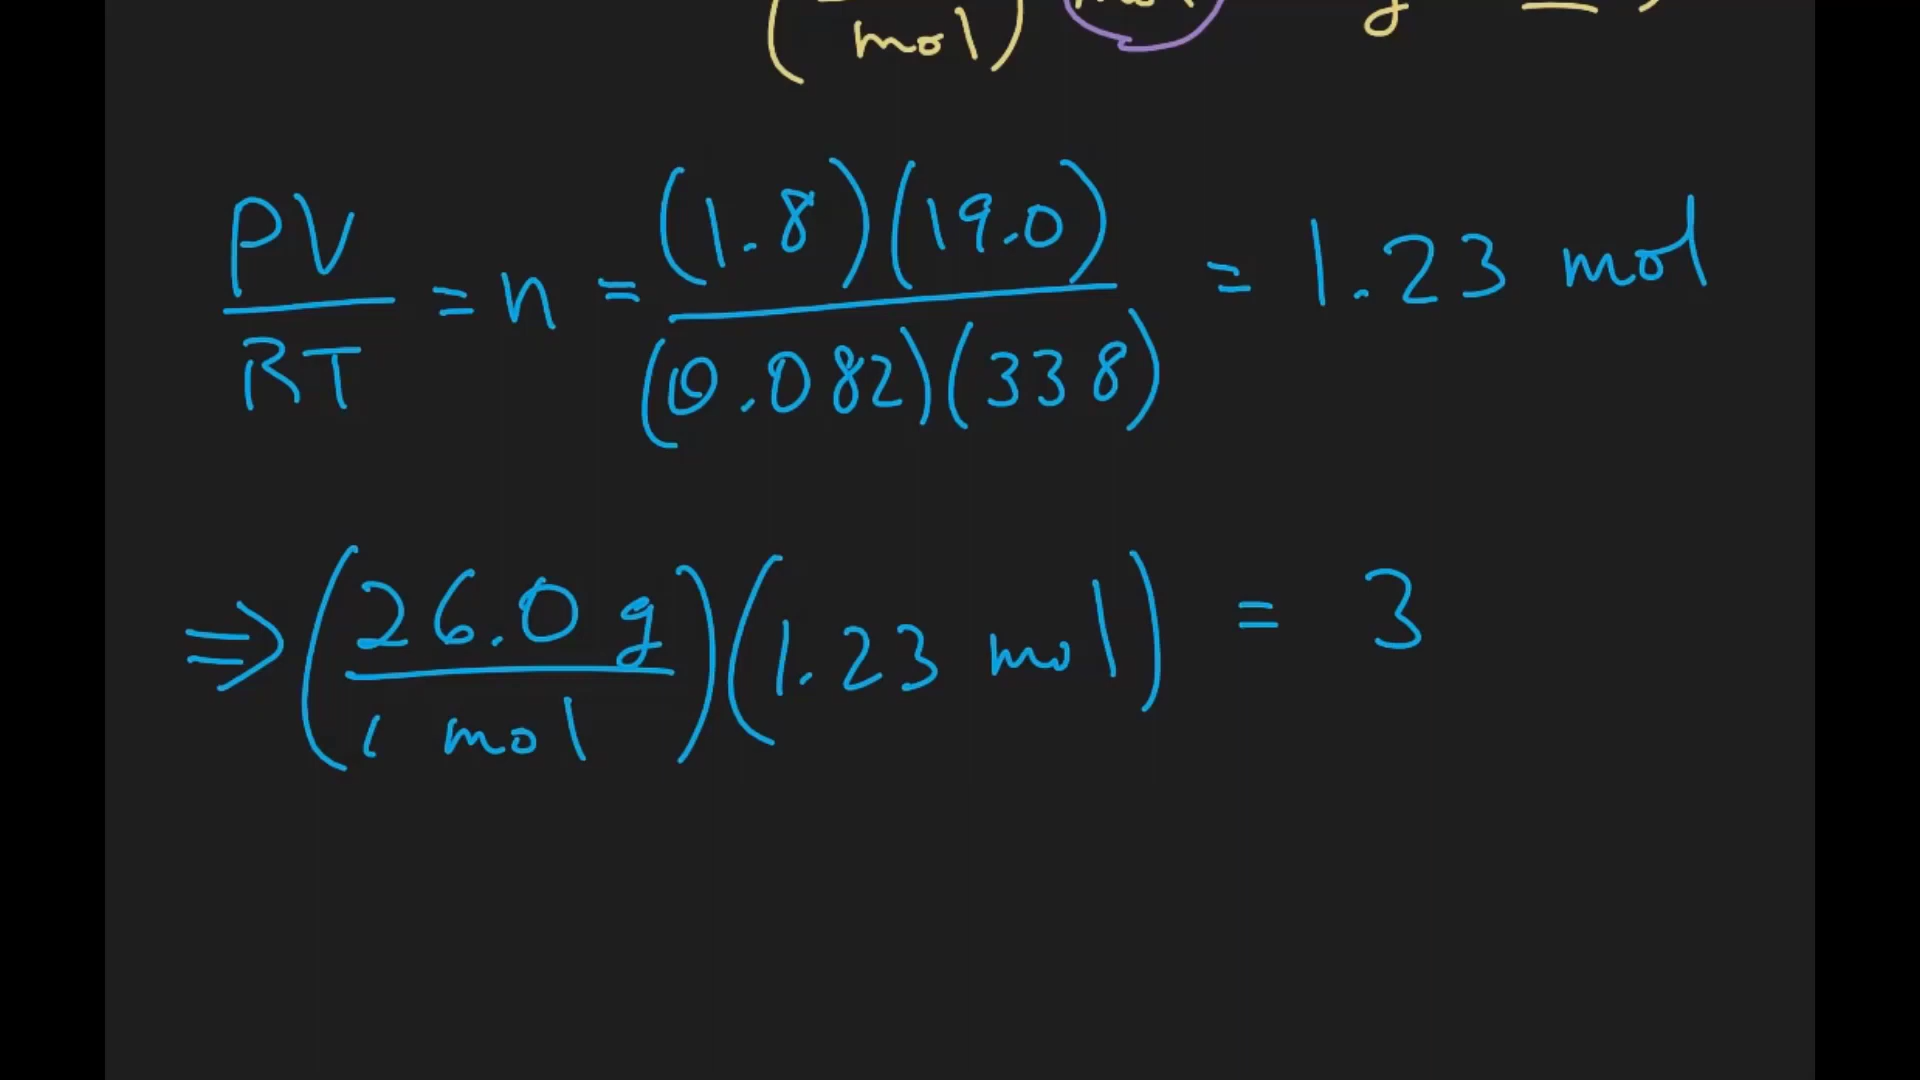 mol
PV/RT = n = (1.8)(19.0)/(0.082)(338) = 1.23 mol
⇒ (26.0 g/1 mol)(1.23 mol) = 3